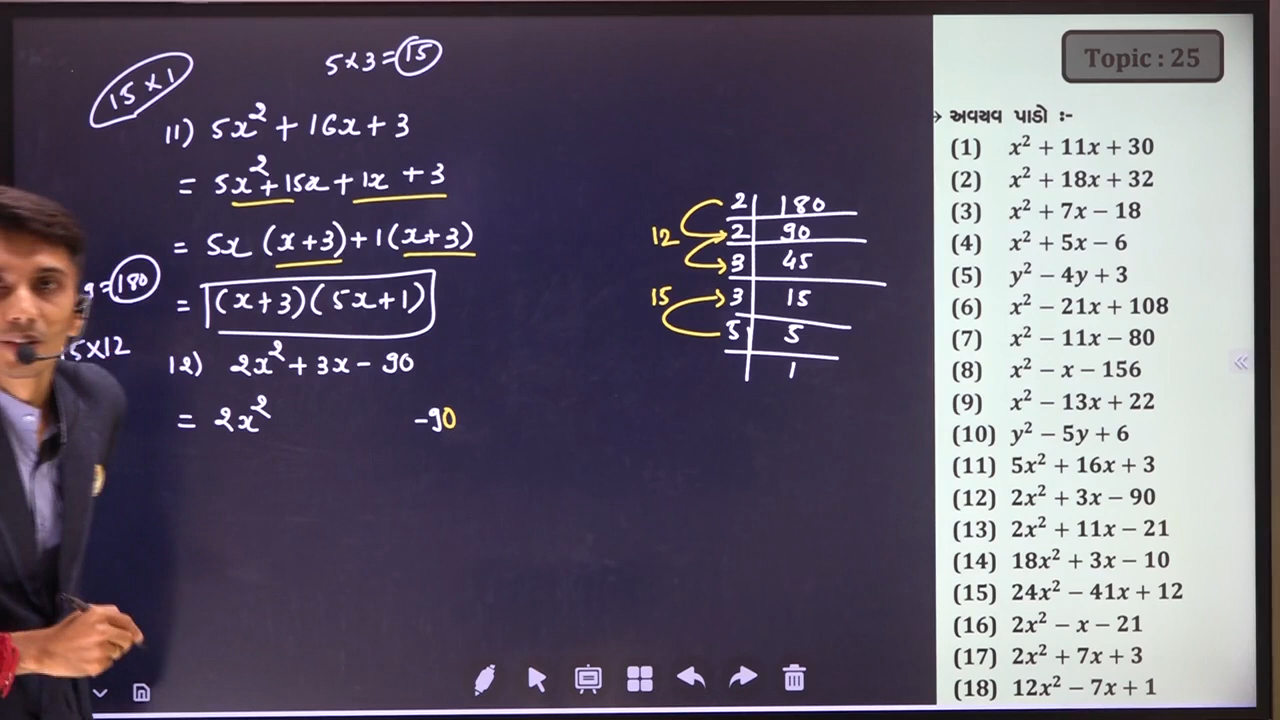 15×1
5×3=15
11) 5x²+16x+3
= 5x²+15x+1x+3
= 5x(x+3)+1(x+3)
= (x+3)(5x+1)
=180
15×12
12) 2x²+3x-90
= 2x² -90
2 180
12 2 90
3 45
15 3 15
5 5
1
Topic : 25
અવયવ પાડો :-
(1) x² + 11x + 30
(2) x² + 18x + 32
(3) x² + 7x − 18
(4) x² + 5x − 6
(5) y² − 4y + 3
(6) x² − 21x + 108
(7) x² − 11x − 80
(8) x² − x − 156
(9) x² − 13x + 22
(10) y² − 5y + 6
(11) 5x² + 16x + 3
(12) 2x² + 3x − 90
(13) 2x² + 11x − 21
(14) 18x² + 3x − 10
(15) 24x² − 41x + 12
(16) 2x² − x − 21
(17) 2x² + 7x + 3
(18) 12x² − 7x + 1